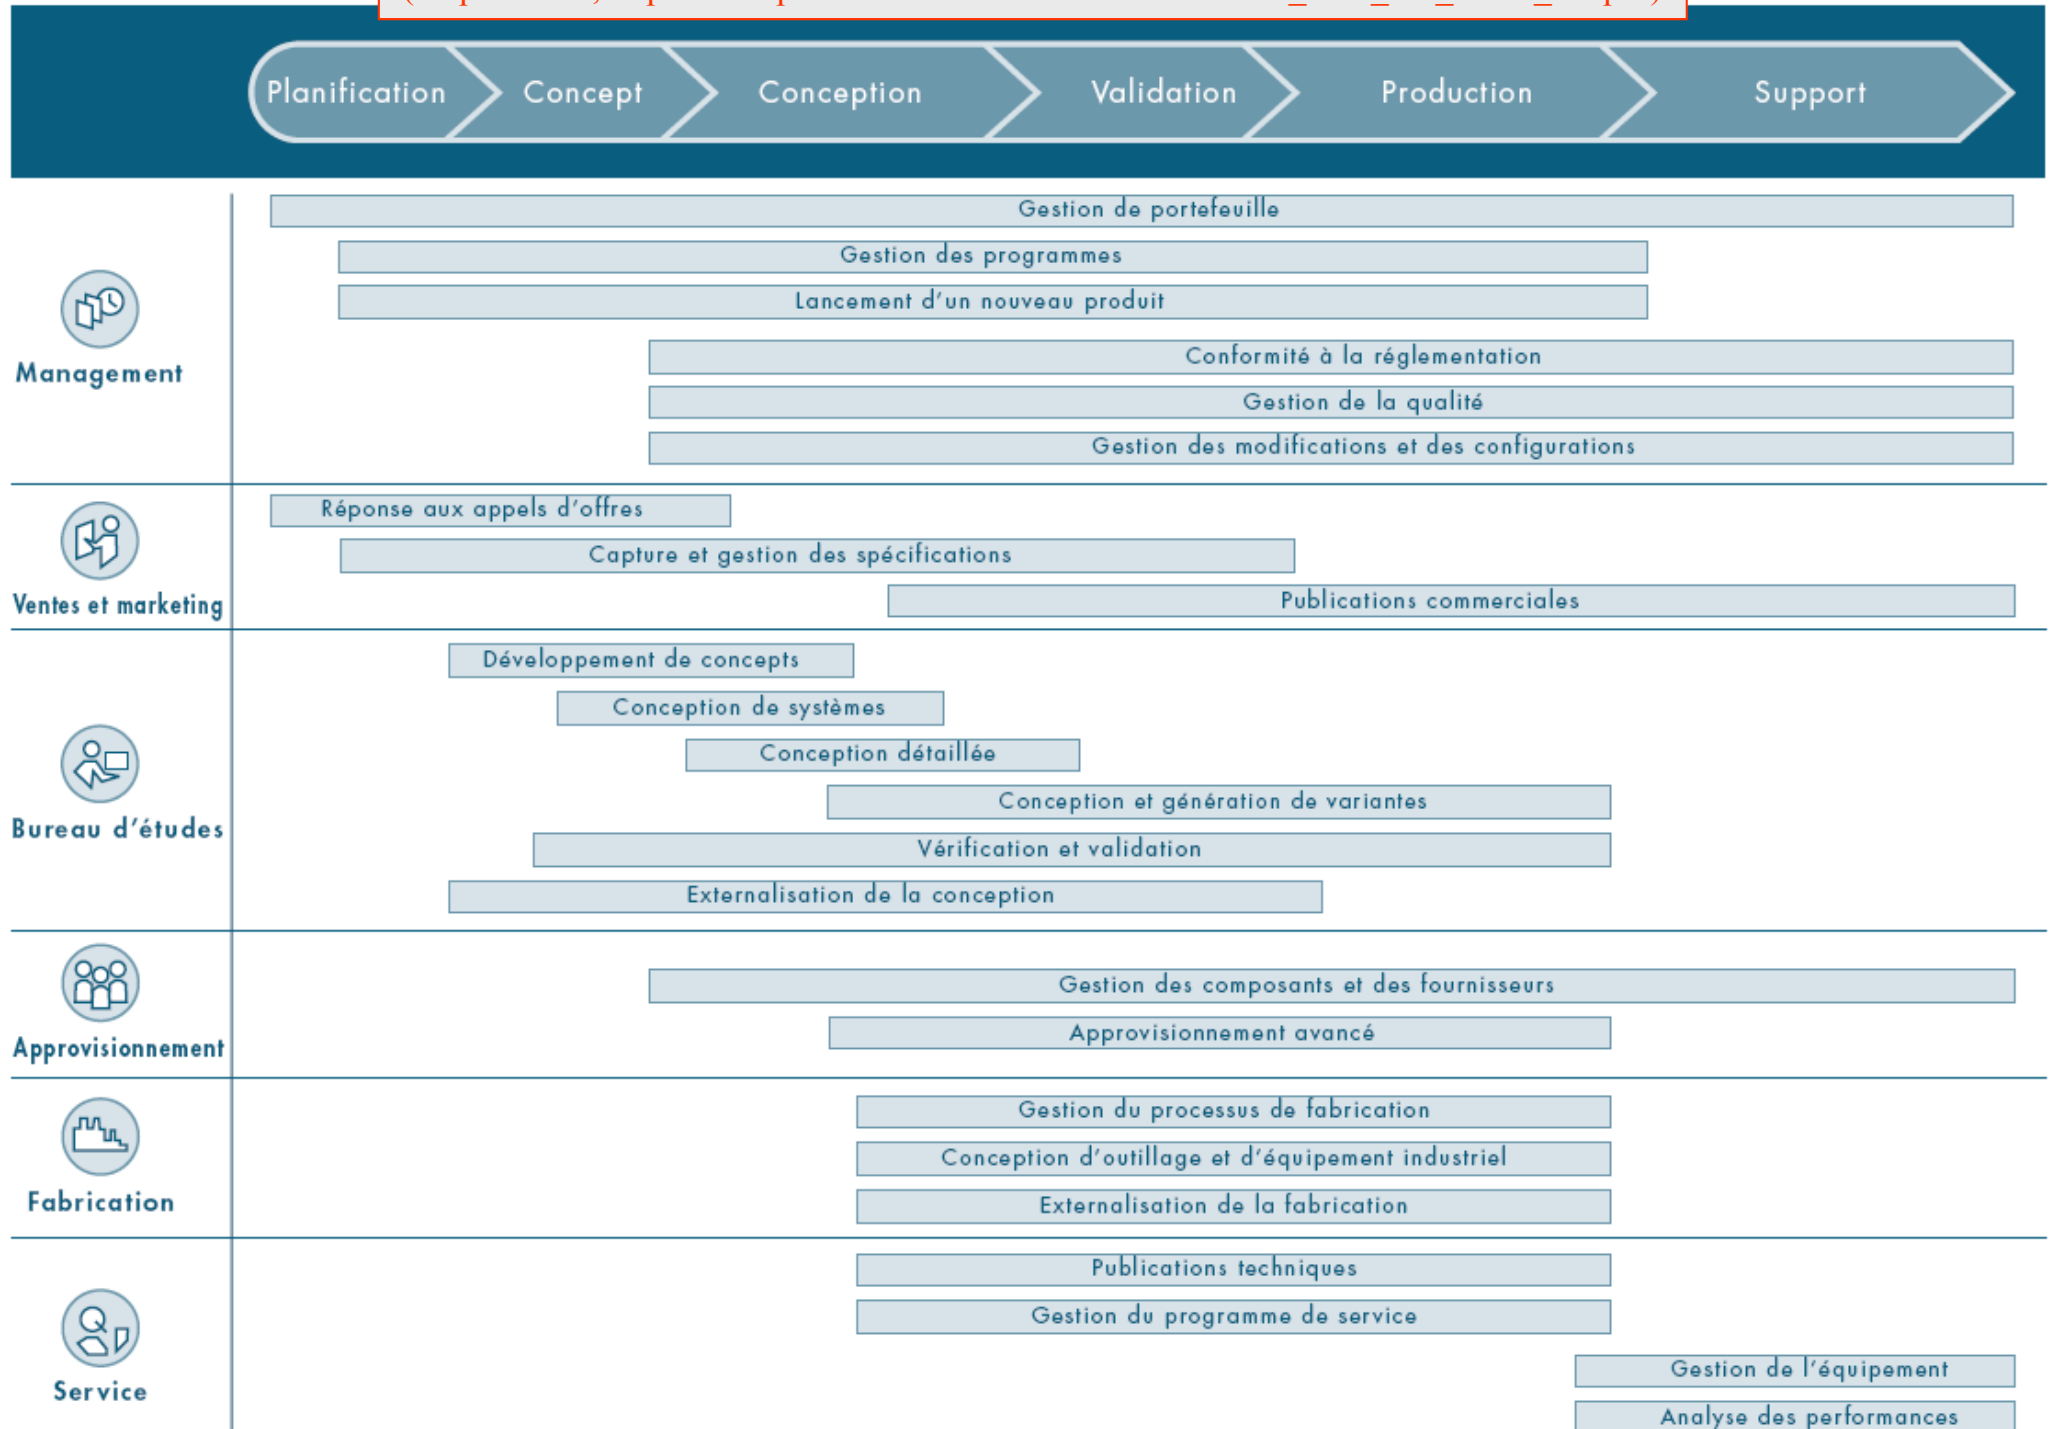 Planification Concept Conception Validation Production Support
Gestion de portefeuille
Gestion des programmes
Lancement d'un nouveau produit
Conformité à la réglementation
Management
Gestion de la qualité
Gestion des modifications et des configurations
Réponse aux appels d'offres
Capture et gestion des spécifications
Ventes et marketing
Publications commerciales
Développement de concepts
Conception de systèmes
Conception détaillée
Conception et génération de variantes
Bureau d'études
Vérification et validation
Externalisation de la conception
Gestion des composants et des fournisseurs
Approvisionnement avancé
Approvisionnement
Gestion du processus de fabrication
Conception d'outillage et d'équipement industriel
Fabrication
Externalisation de la fabrication
Publications techniques
Gestion du programme de service
Gestion de l'équipement
Service
Analyse des performances